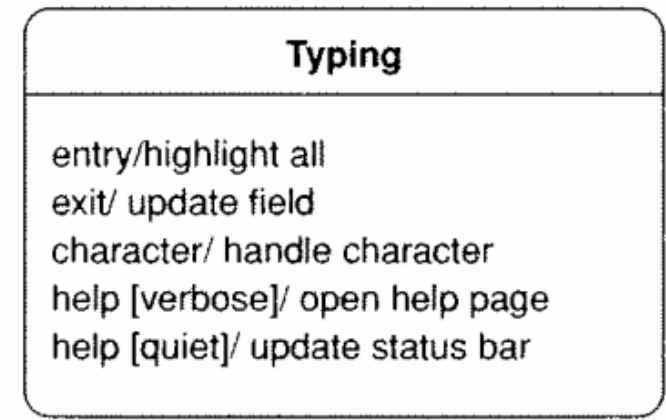 Typing
entry/highlight all
exit/ update field
character/ handle character
help [verbose]/ open help page
help [quiet]/ update status bar